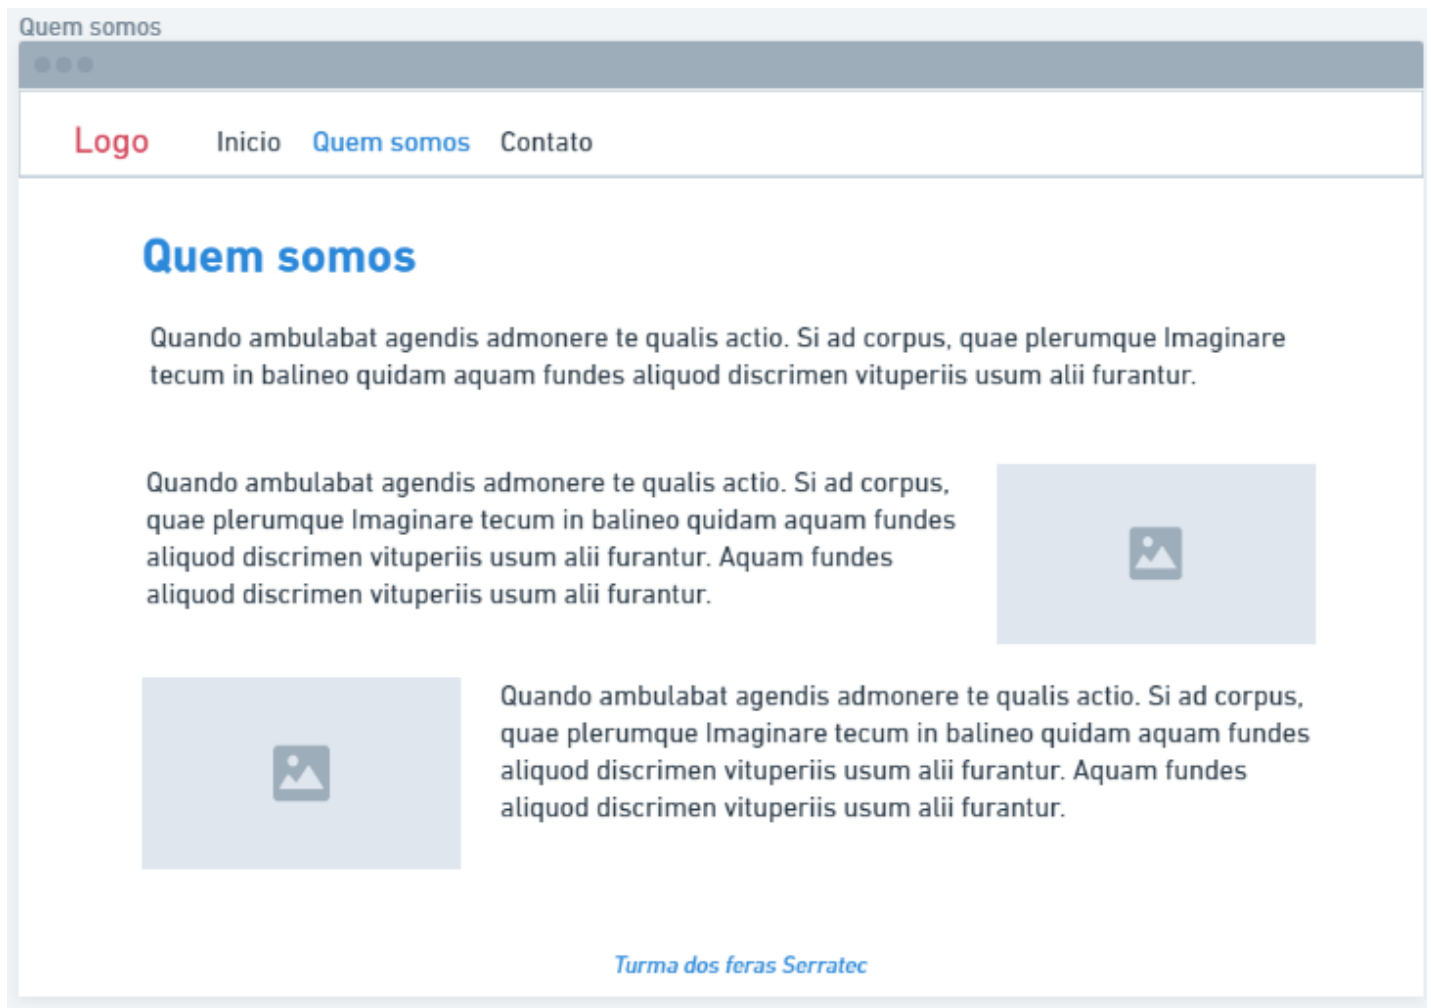 Quem somos
Logo Inicio Quem somos Contato
Quem somos
Quando ambulabat agendis admonere te qualis actio. Si ad corpus, quae plerumque Imaginare
tecum in balineo quidam aquam fundes aliquod discrimen vituperiis usum alii furantur.
Quando ambulabat agendis admonere te qualis actio. Si ad corpus,
quae plerumque Imaginare tecum in balineo quidam aquam fundes
aliquod discrimen vituperiis usum alii furantur. Aquam fundes
aliquod discrimen vituperiis usum alii furantur.
Quando ambulabat agendis admonere te qualis actio. Si ad corpus,
quae plerumque Imaginare tecum in balineo quidam aquam fundes
aliquod discrimen vituperiis usum alii furantur. Aquam fundes
aliquod discrimen vituperiis usum alii furantur.
Turma dos feras Serratec